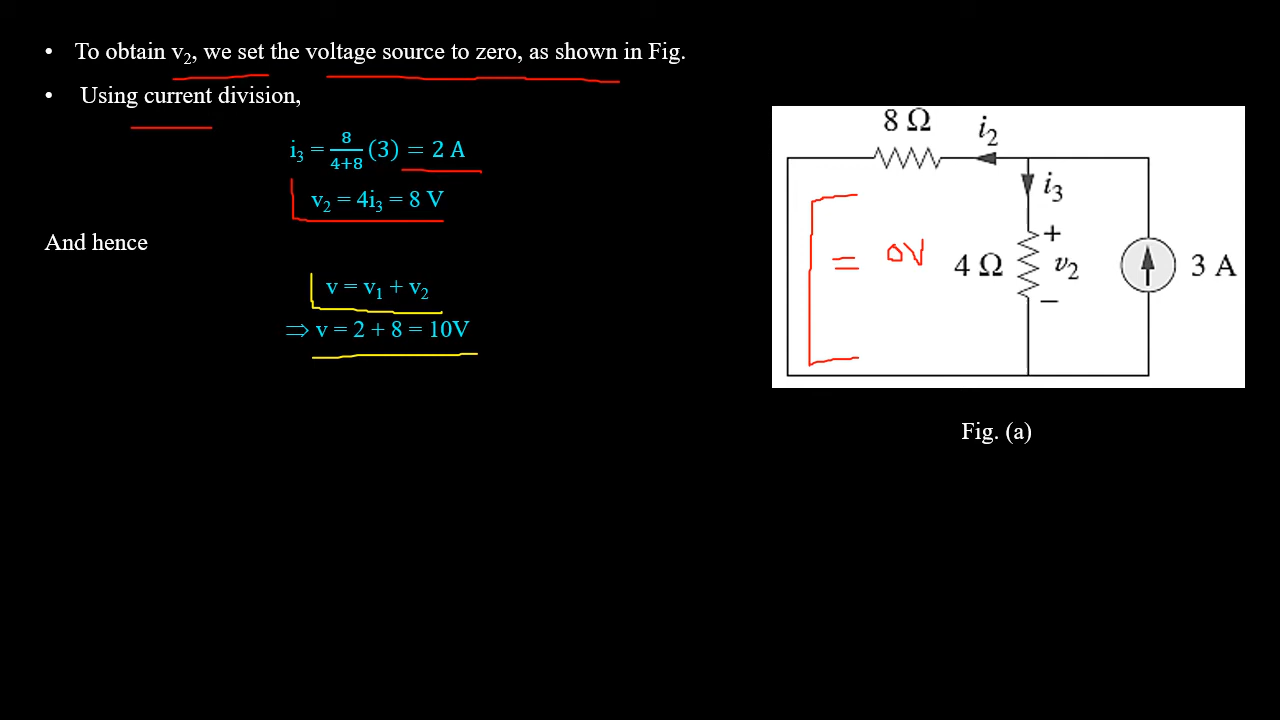 • To obtain v₂, we set the voltage source to zero, as shown in Fig.
• Using current division,
i₃ = 8/(4+8) (3) = 2 A
v₂ = 4i₃ = 8 V
And hence
v = v₁ + v₂
⟹ v = 2 + 8 = 10V
8 Ω
i₂
i₃
= 0V
4 Ω
+
v₂
−
3 A
Fig. (a)